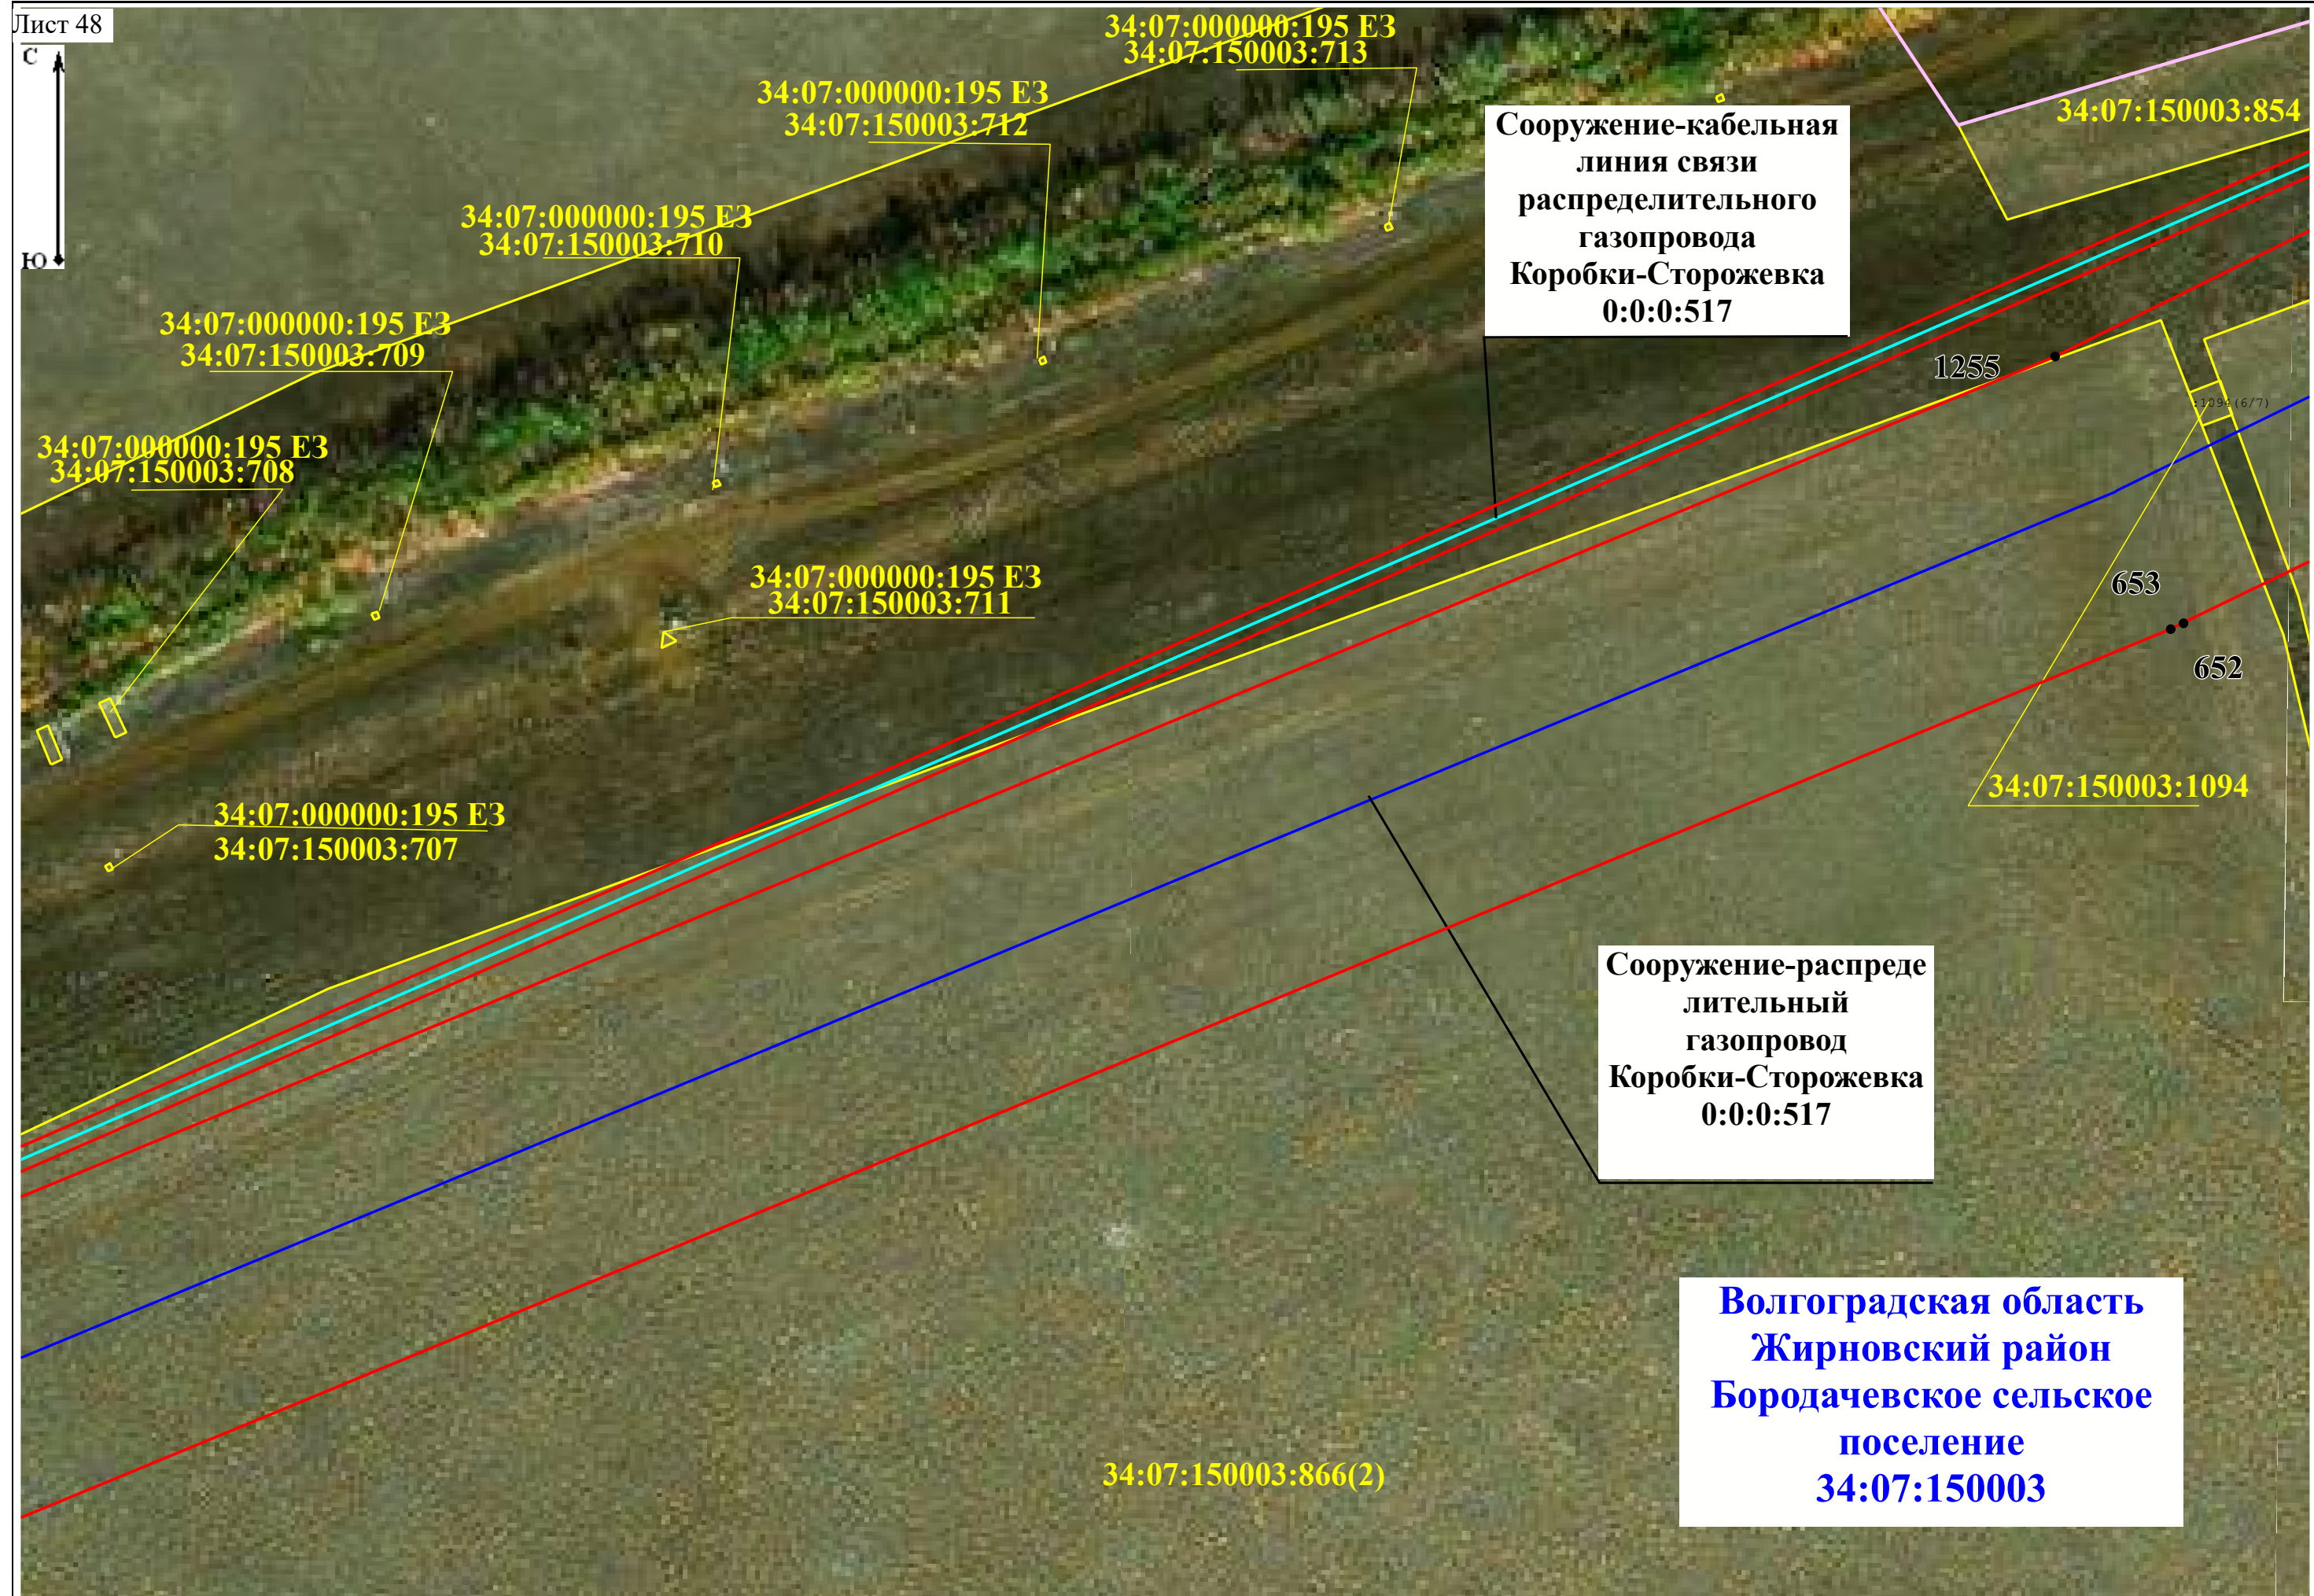 Лист 48
С
Ю
34:07:000000:195 ЕЗ
34:07:150003:713
34:07:000000:195 ЕЗ
34:07:150003:712
34:07:150003:854
Сооружение-кабельная
линия связи
распределительного
газопровода
Коробки-Сторожевка
0:0:0:517
34:07:000000:195 ЕЗ
34:07:150003:710
34:07:000000:195 ЕЗ
34:07:150003:709
1255
:1094(6/7)
34:07:000000:195 ЕЗ
34:07:150003:708
34:07:000000:195 ЕЗ
34:07:150003:711
653
652
34:07:150003:1094
34:07:000000:195 ЕЗ
34:07:150003:707
Сооружение-распреде
лительный
газопровод
Коробки-Сторожевка
0:0:0:517
Волгоградская область
Жирновский район
Бородачевское сельское
поселение
34:07:150003
34:07:150003:866(2)